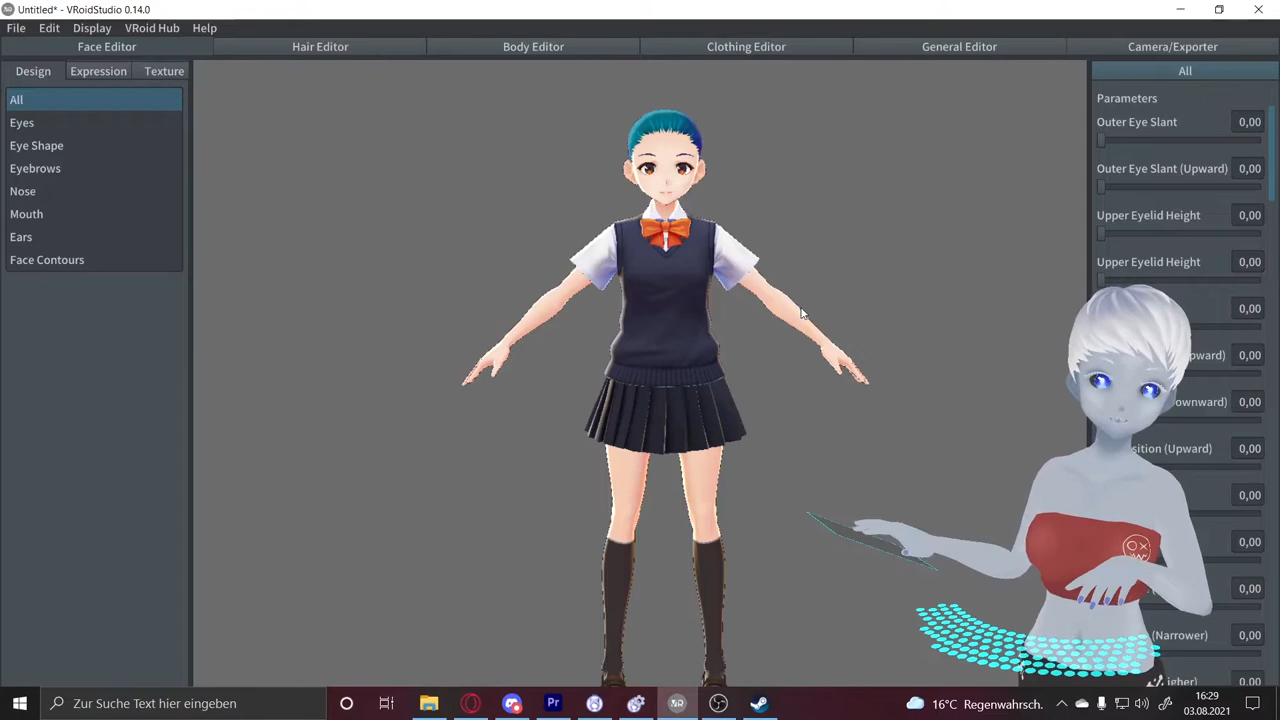 Untitled* - VRoidStudio 0.14.0
File Edit Display VRoid Hub Help
Face Editor Hair Editor Body Editor Clothing Editor General Editor Camera/Exporter
Design Expression Texture
All
Eyes
Eye Shape
Eyebrows
Nose
Mouth
Ears
Face Contours
All
Parameters
Outer Eye Slant 0,00
Outer Eye Slant (Upward) 0,00
Upper Eyelid Height 0,00
Upper Eyelid Height 0,00
0,00
0,00
0,00
(Upward) 0,00
0,00
0,00
0,00
(Narrower) 0,00
Zur Suche Text hier eingeben
Pr
16°C Regenwahrsch.
16:29
03.08.2021